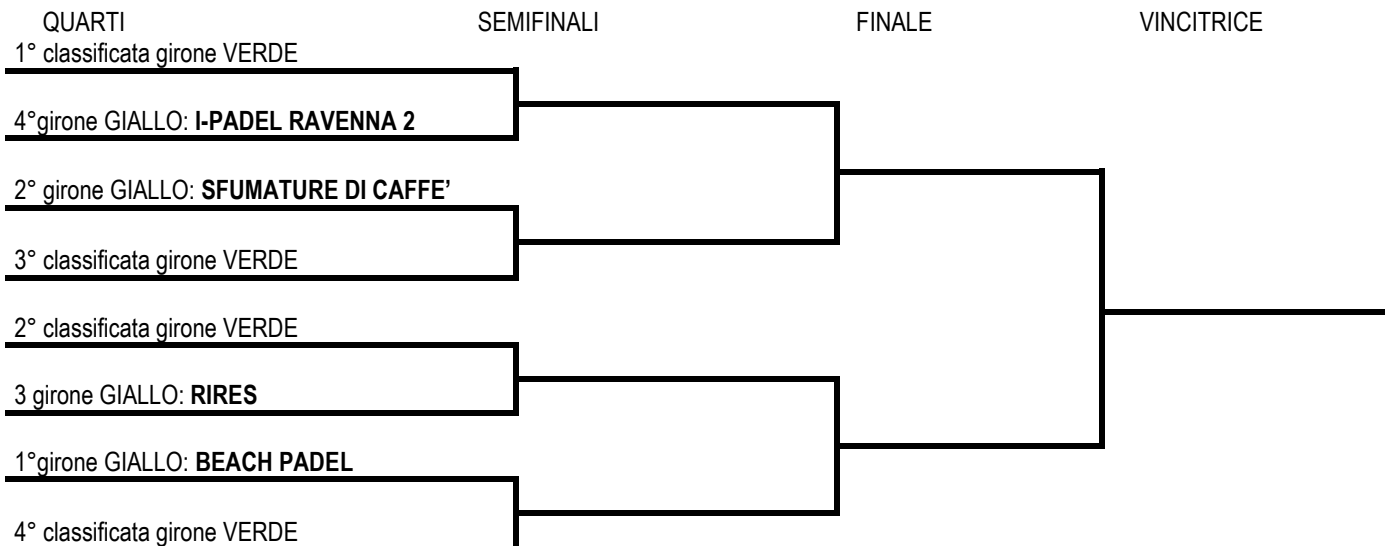 QUARTI SEMIFINALI FINALE VINCITRICE
1° classificata girone VERDE
4°girone GIALLO: I-PADEL RAVENNA 2
2° girone GIALLO: SFUMATURE DI CAFFE'
3° classificata girone VERDE
2° classificata girone VERDE
3 girone GIALLO: RIRES
1°girone GIALLO: BEACH PADEL
4° classificata girone VERDE